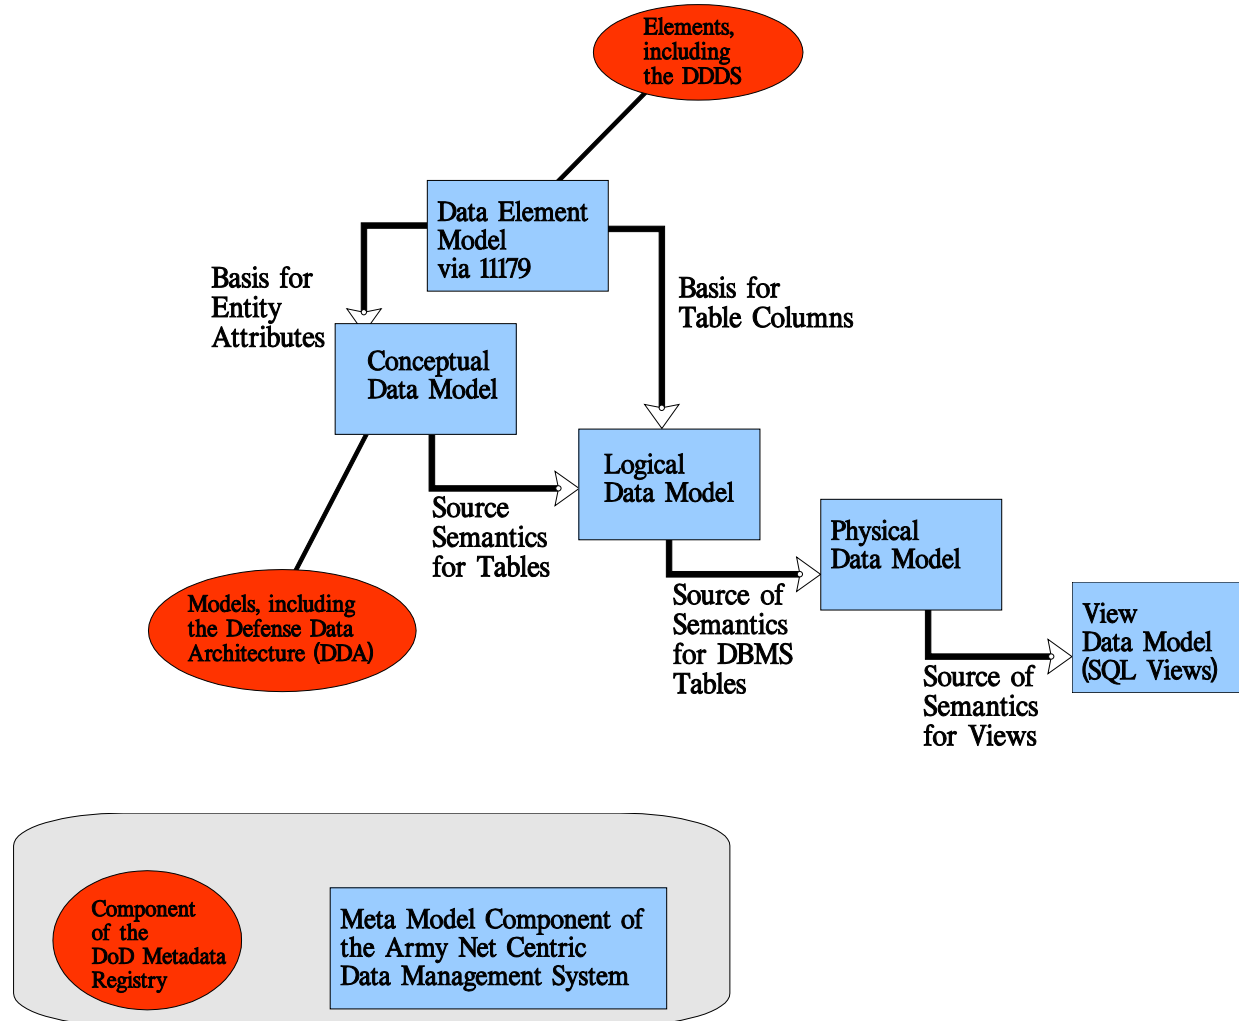 Elements,
including
the DDDS
Data Element
Model
via 11179
Basis for
Entity
Attributes
Basis for
Table Columns
Conceptual
Data Model
Logical
Data Model
Source
Semantics
for Tables
Physical
Data Model
Models, including
the Defense Data
Architecture (DDA)
Source of
Semantics
for DBMS
Tables
View
Data Model
(SQL Views)
Source of
Semantics
for Views
Component
of the
DoD Metadata
Registry
Meta Model Component of
the Army Net Centric
Data Management System